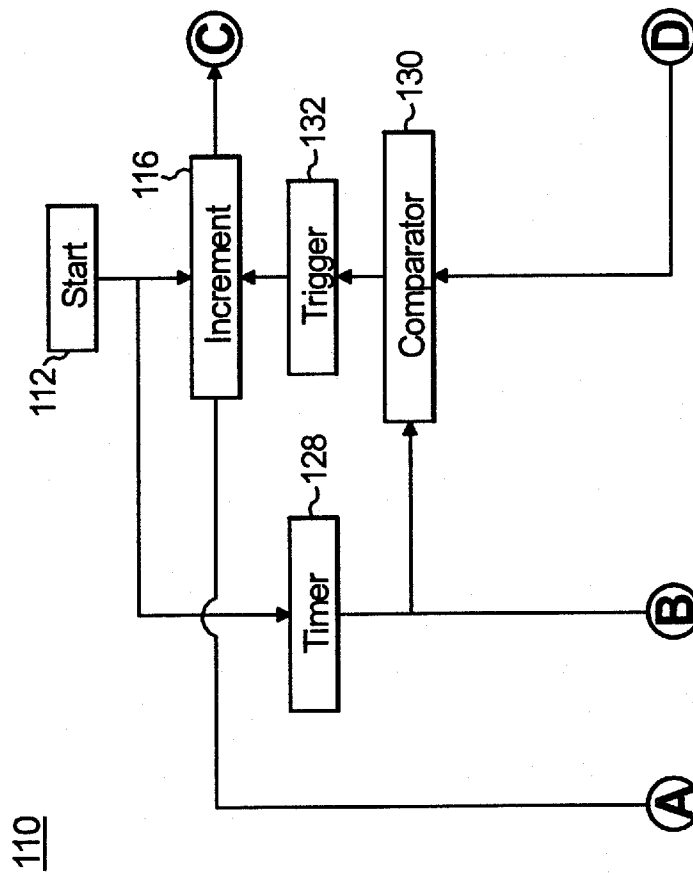 110
Start
112
116
Increment
C
132
Trigger
128
Timer
130
Comparator
A
B
D